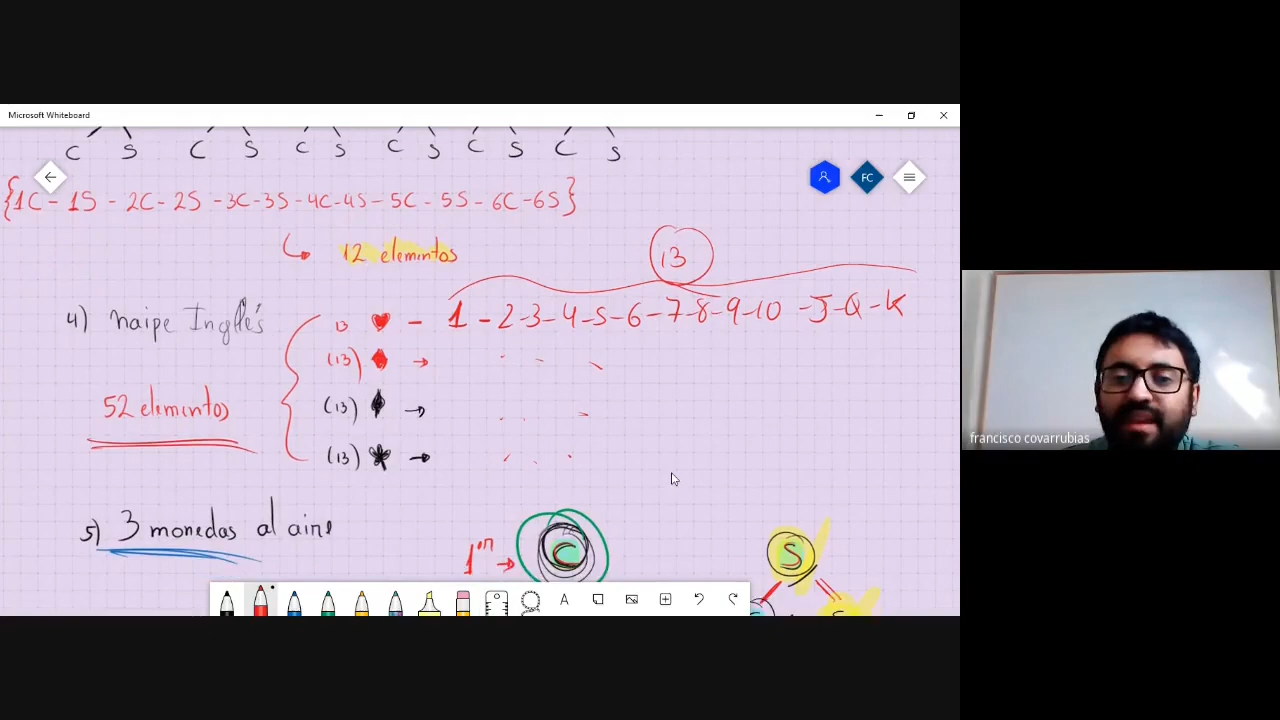 Microsoft Whiteboard
C S C S C S C S C S C S
{1C - 1S - 2C - 2S - 3C - 3S - 4C - 4S - 5C - 5S - 6C - 6S}
FC
12 elementos
13
4) naipe Inglés
13 ♥ - 1 - 2 - 3 - 4 - 5 - 6 - 7 - 8 - 9 - 10 - J - Q - K
(13) ♦ →
52 elementos
(13) →
(13) →
francisco covarrubias
5) 3 monedas al aire
1er → C
S
A